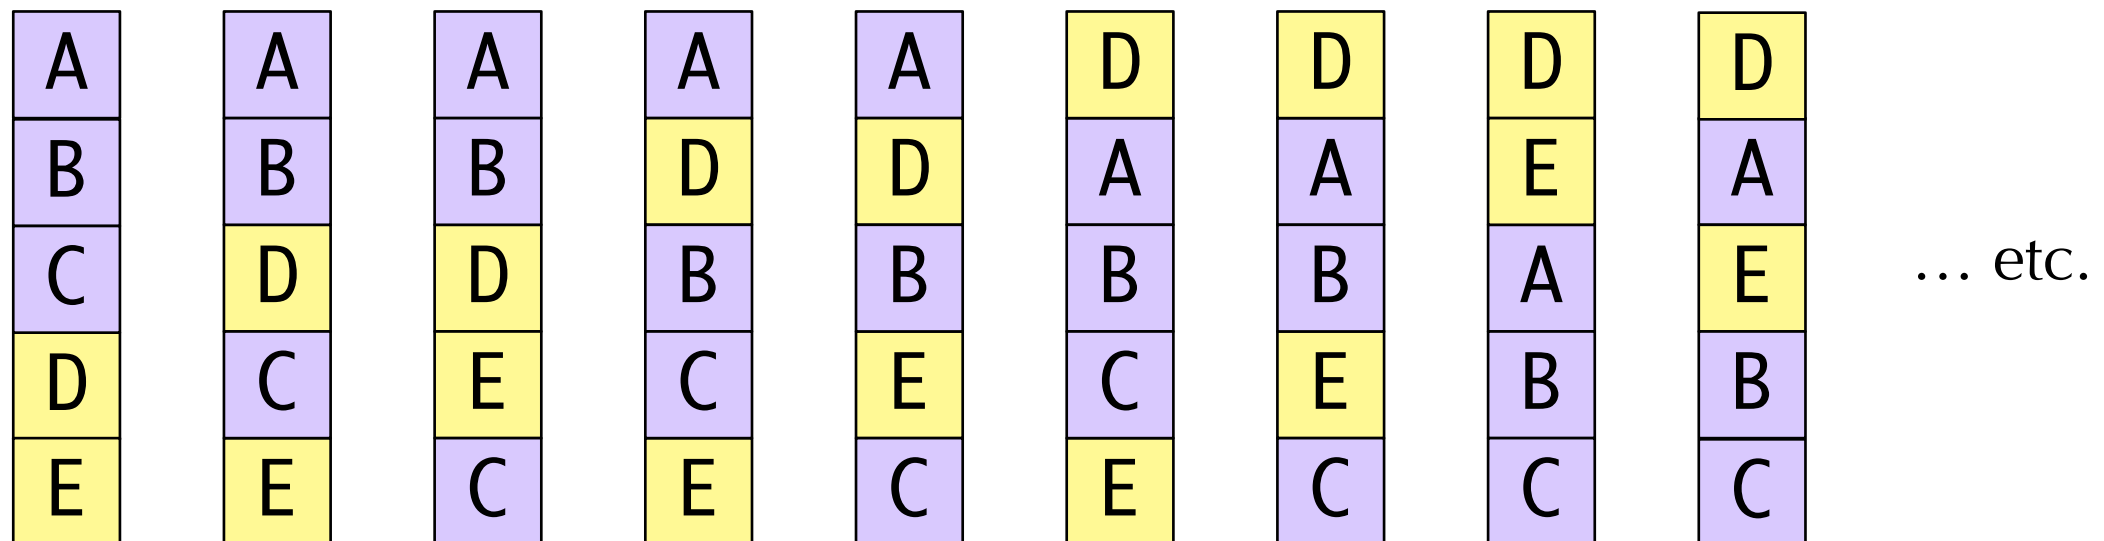 A A A A A D D D D
B B B D D A A E A
C D D B B B B A E … etc.
D C E C E C E B B
E E C E C E C C C